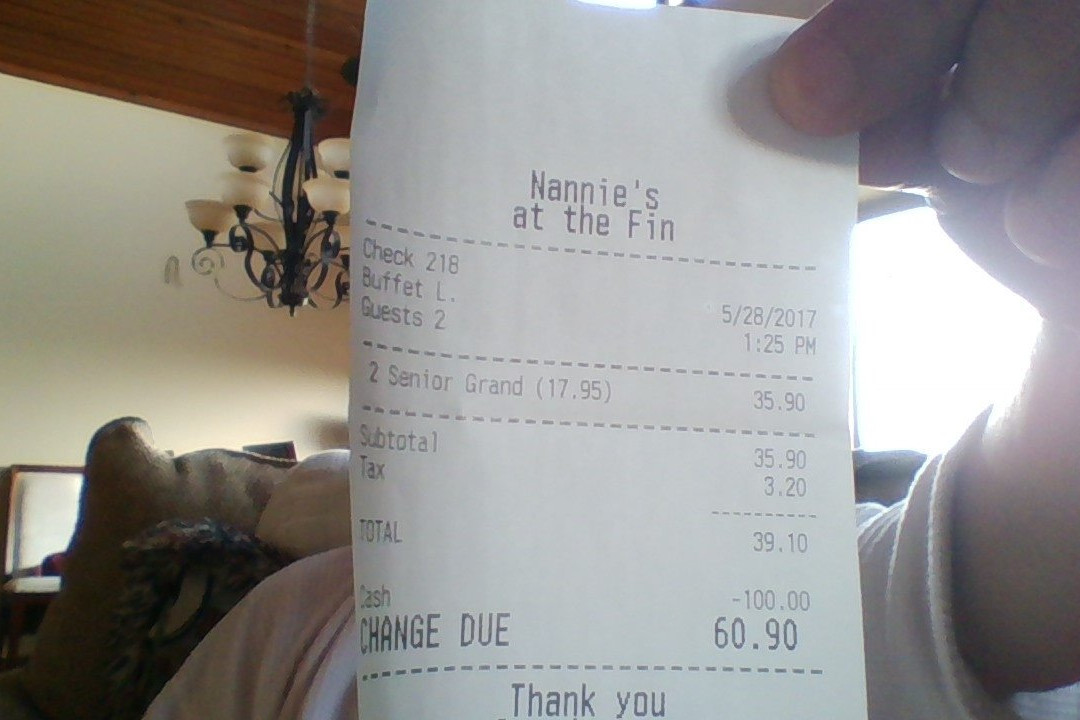 Nannie's
at the Fin
Check 218
Buffet L.
5/28/2017
Guests 2
1:25 PM
2 Senior Grand (17.95) 35.90
Subtotal 35.90
Tax 3.20
TOTAL 39.10
Cash -100.00
CHANGE DUE 60.90
Thank you